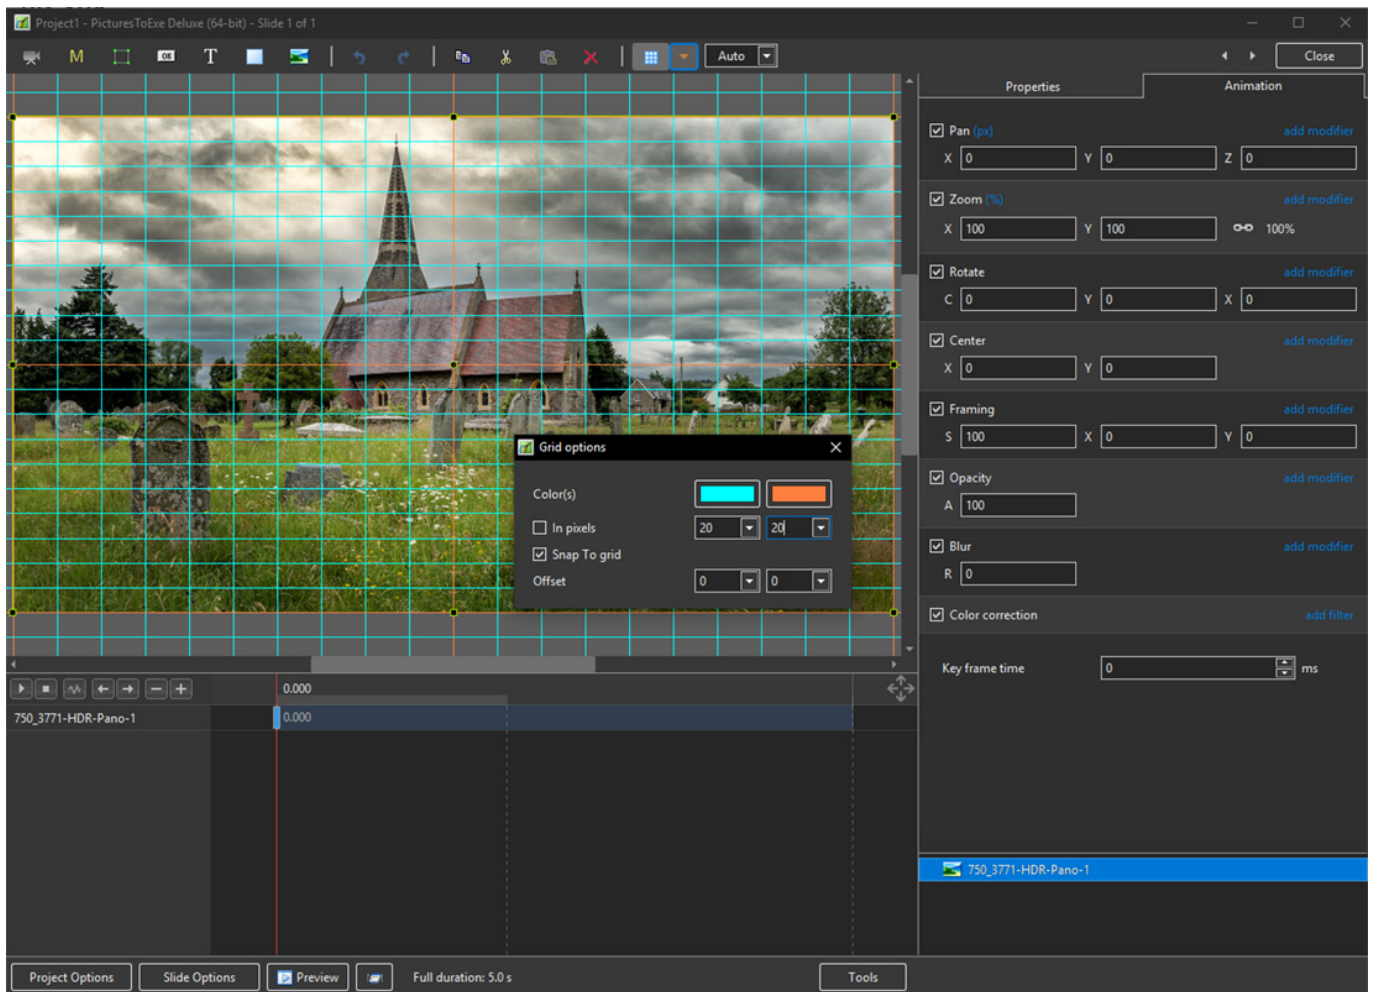 Project1 - PicturesToExe Deluxe (64-bit) - Slide 1 of 1
M OK T Auto Close
Properties Animation
Pan (px) add modifier
X 0 Y 0 Z 0
Zoom (%) add modifier
X 100 Y 100 100%
Rotate add modifier
C 0 Y 0 X 0
Center add modifier
X 0 Y 0
Framing add modifier
S 100 X 0 Y 0
Opacity add modifier
A 100
Blur add modifier
R 0
Color correction add filter
Key frame time 0 ms
Grid options
Color(s)
In pixels 20 20
Snap To grid
Offset 0 0
0.000
750_3771-HDR-Pano-1 0.000
750_3771-HDR-Pano-1
Project Options Slide Options Preview Full duration: 5.0 s Tools